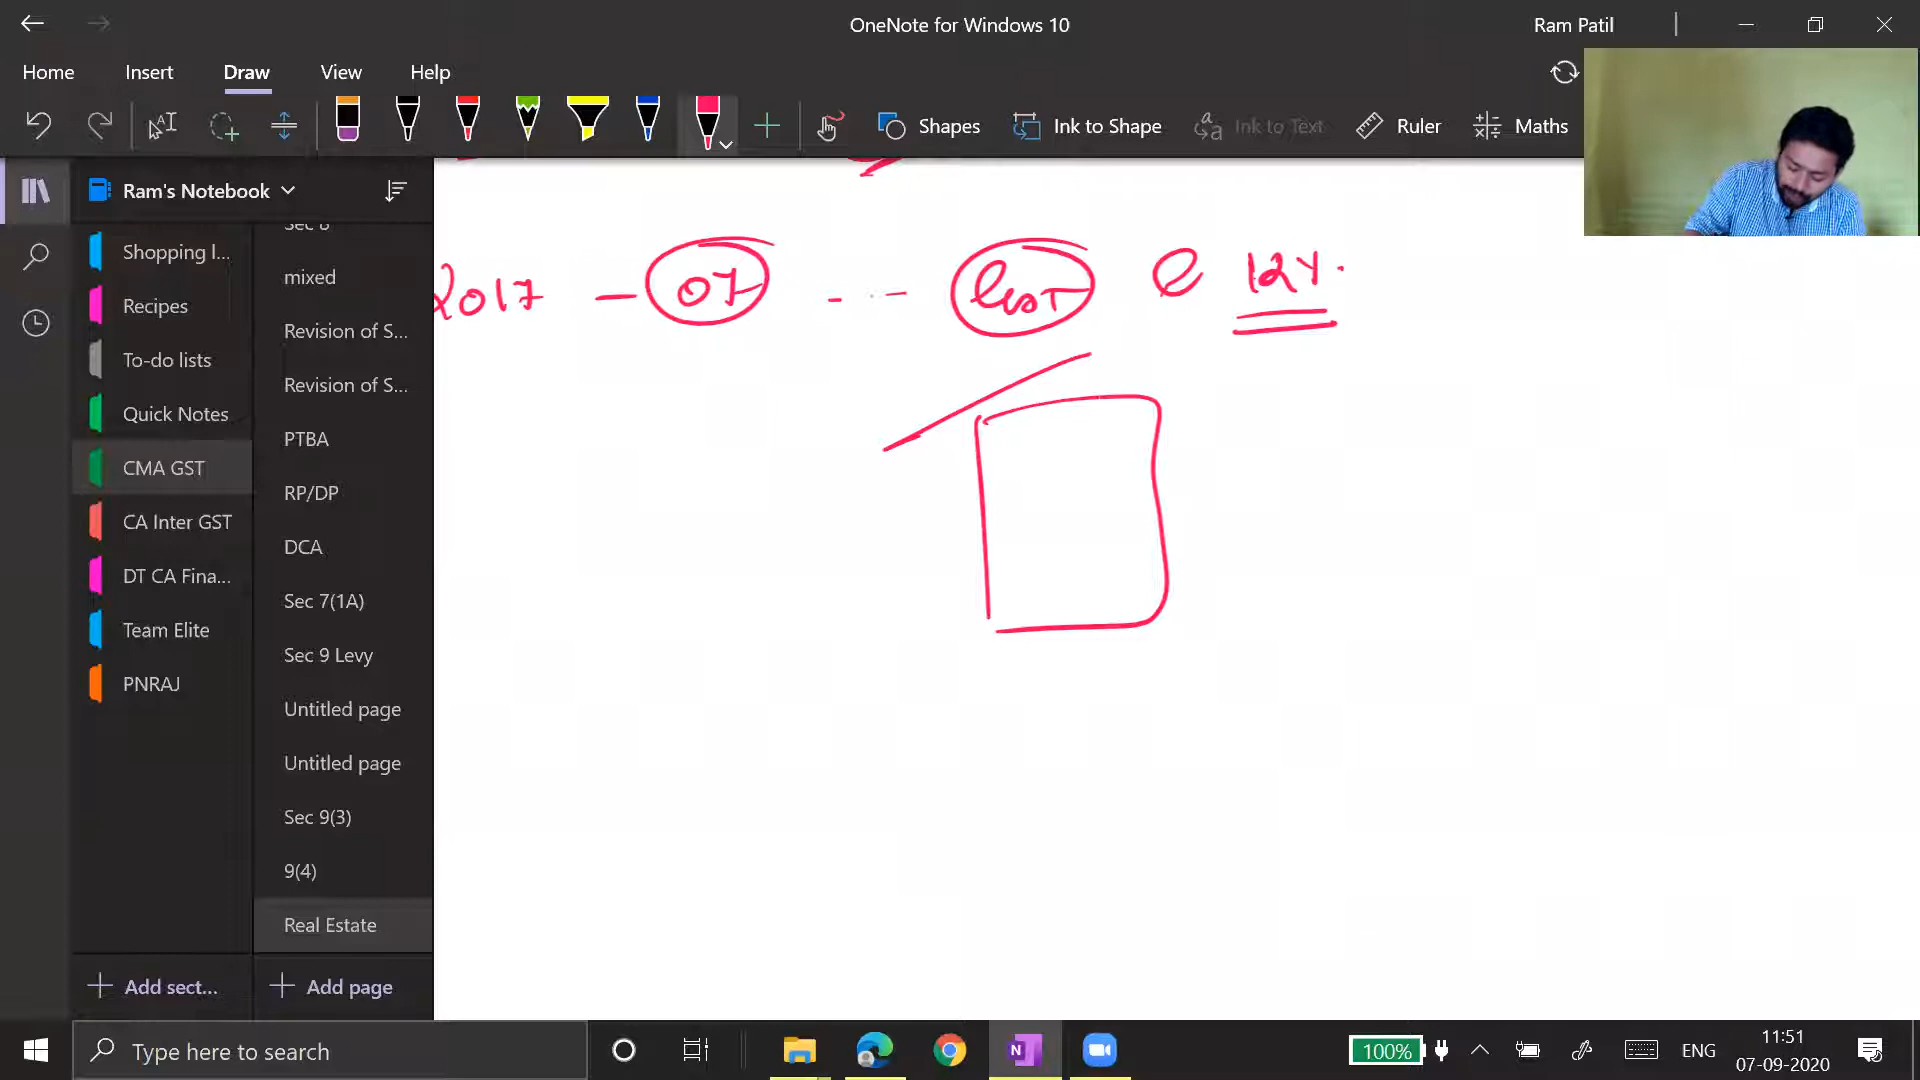 OneNote for Windows 10
Ram Patil
Home Insert Draw View Help
Shapes Ink to Shape Ink to Text Ruler Maths
Ram's Notebook
Shopping l...
Recipes
To-do lists
Quick Notes
CMA GST
CA Inter GST
DT CA Fina...
Team Elite
PNRAJ
Sec 8
mixed
Revision of S...
Revision of S...
PTBA
RP/DP
DCA
Sec 7(1A)
Sec 9 Levy
Untitled page
Untitled page
Sec 9(3)
9(4)
Real Estate
Add sect...
Add page
2017 - 07 - - GST @ 12%.
Type here to search
100%
ENG
11:51
07-09-2020